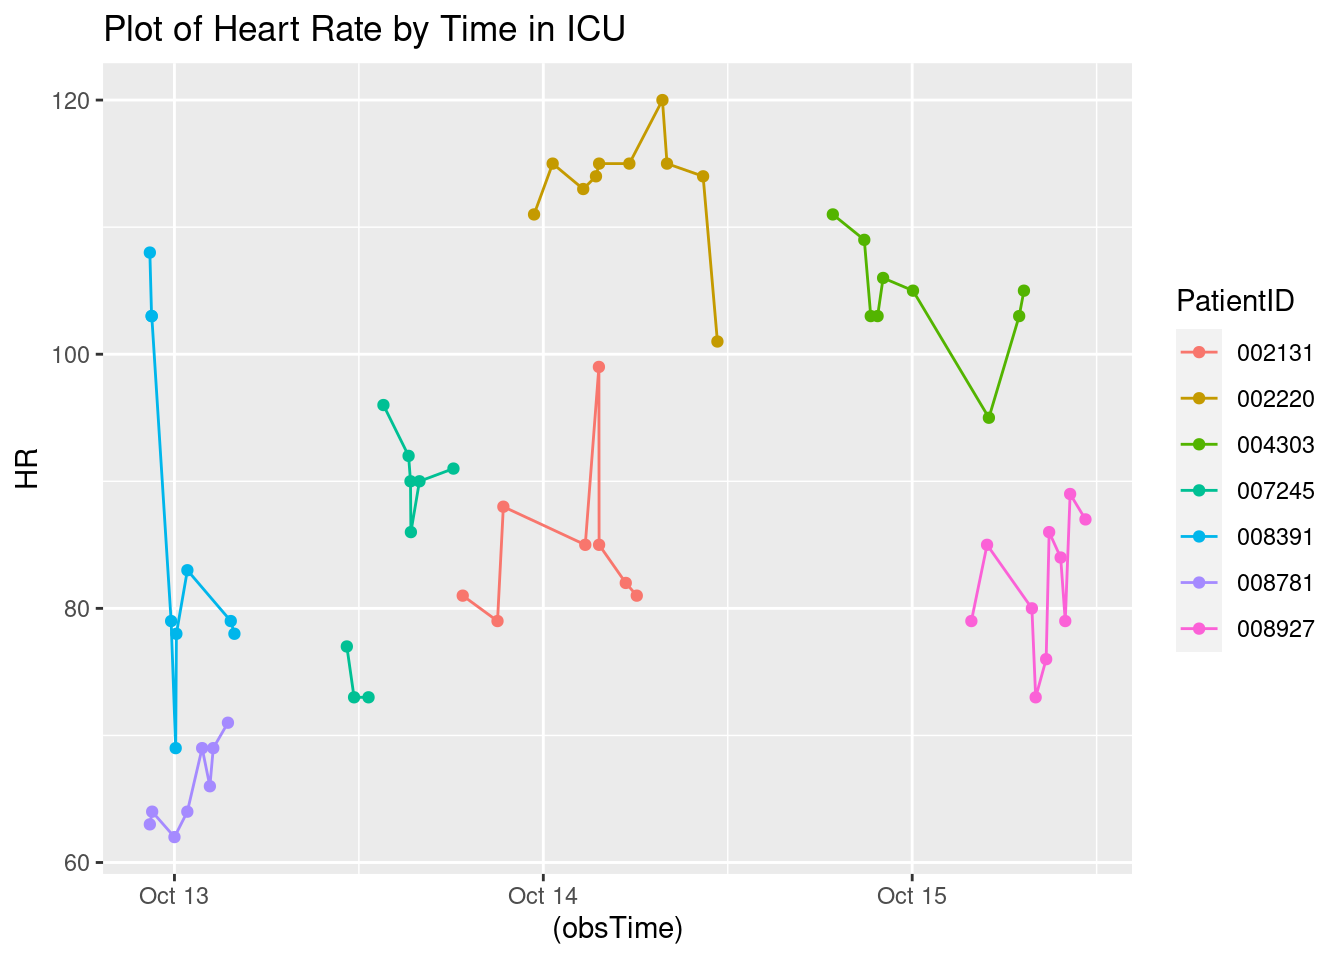 Plot of Heart Rate by Time in ICU
120
100
80
60
HR
Oct 13
Oct 14
Oct 15
(obsTime)
PatientID
002131
002220
004303
007245
008391
008781
008927